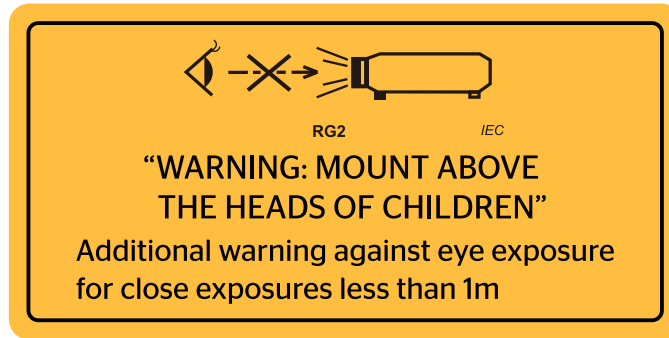 RG2 IEC
“WARNING: MOUNT ABOVE
THE HEADS OF CHILDREN”
Additional warning against eye exposure
for close exposures less than 1m